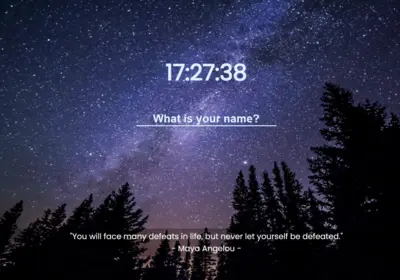 17:27:38
What is your name?
"You will face many defeats in life, but never let yourself be defeated."
- Maya Angelou -